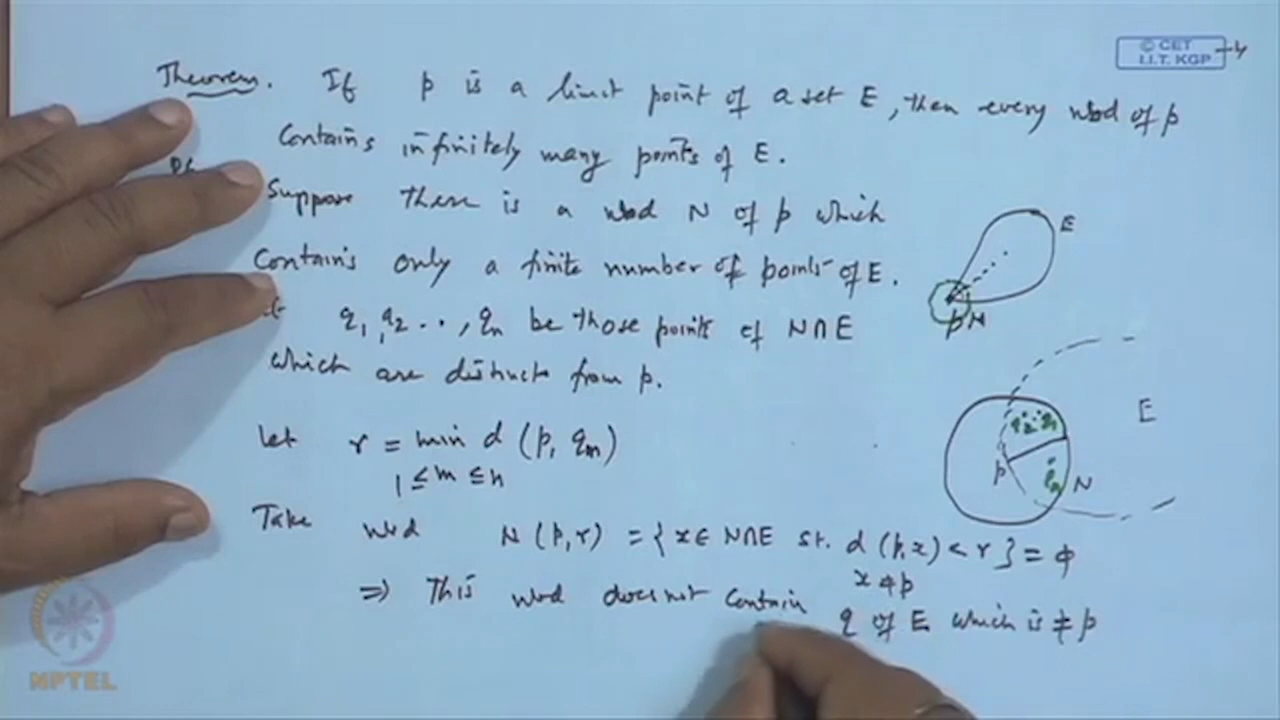 © CET
I.I.T. KGP
Theorem. If p is a limit point of a set E, then every nbd of p
Contains infinitely many points of E.
Pf
Suppose there is a nbd N of p which
Contains only a finite number of points of E.
q₁, q₂ .., qₙ be those points of N∩E
which are distinct from p.
Let r = min d (p, qₘ)
1 ≤ m ≤ n
Take nbd N (p, r) = { x ∈ N∩E st. d (p, x) < r } = φ
x ≠ p
⇒ This nbd does not contain q of E which is ≠ p
E
p N
E
p
N
NPTEL